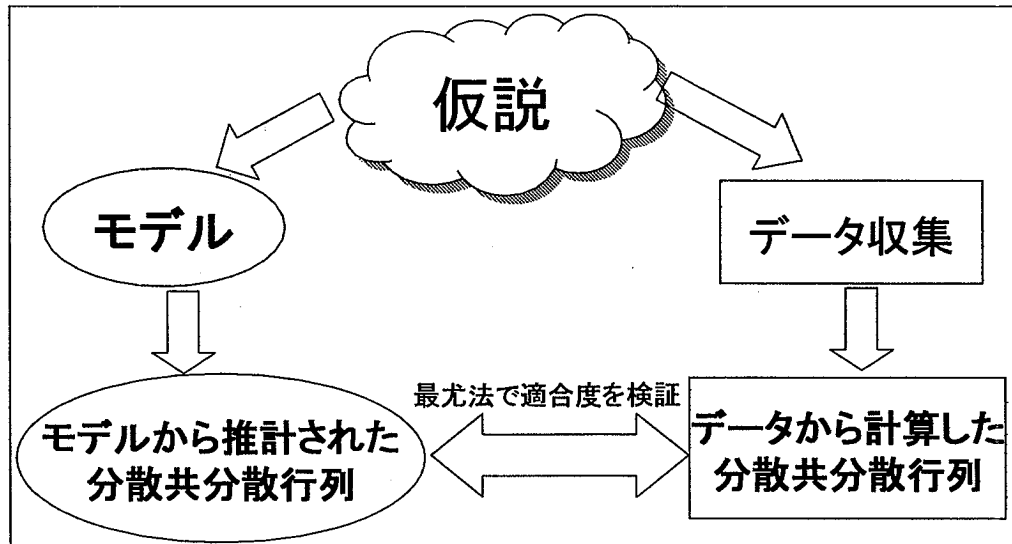 仮説
モデル
データ収集
最尤法で適合度を検証
モデルから推計された
分散共分散行列
データから計算した
分散共分散行列